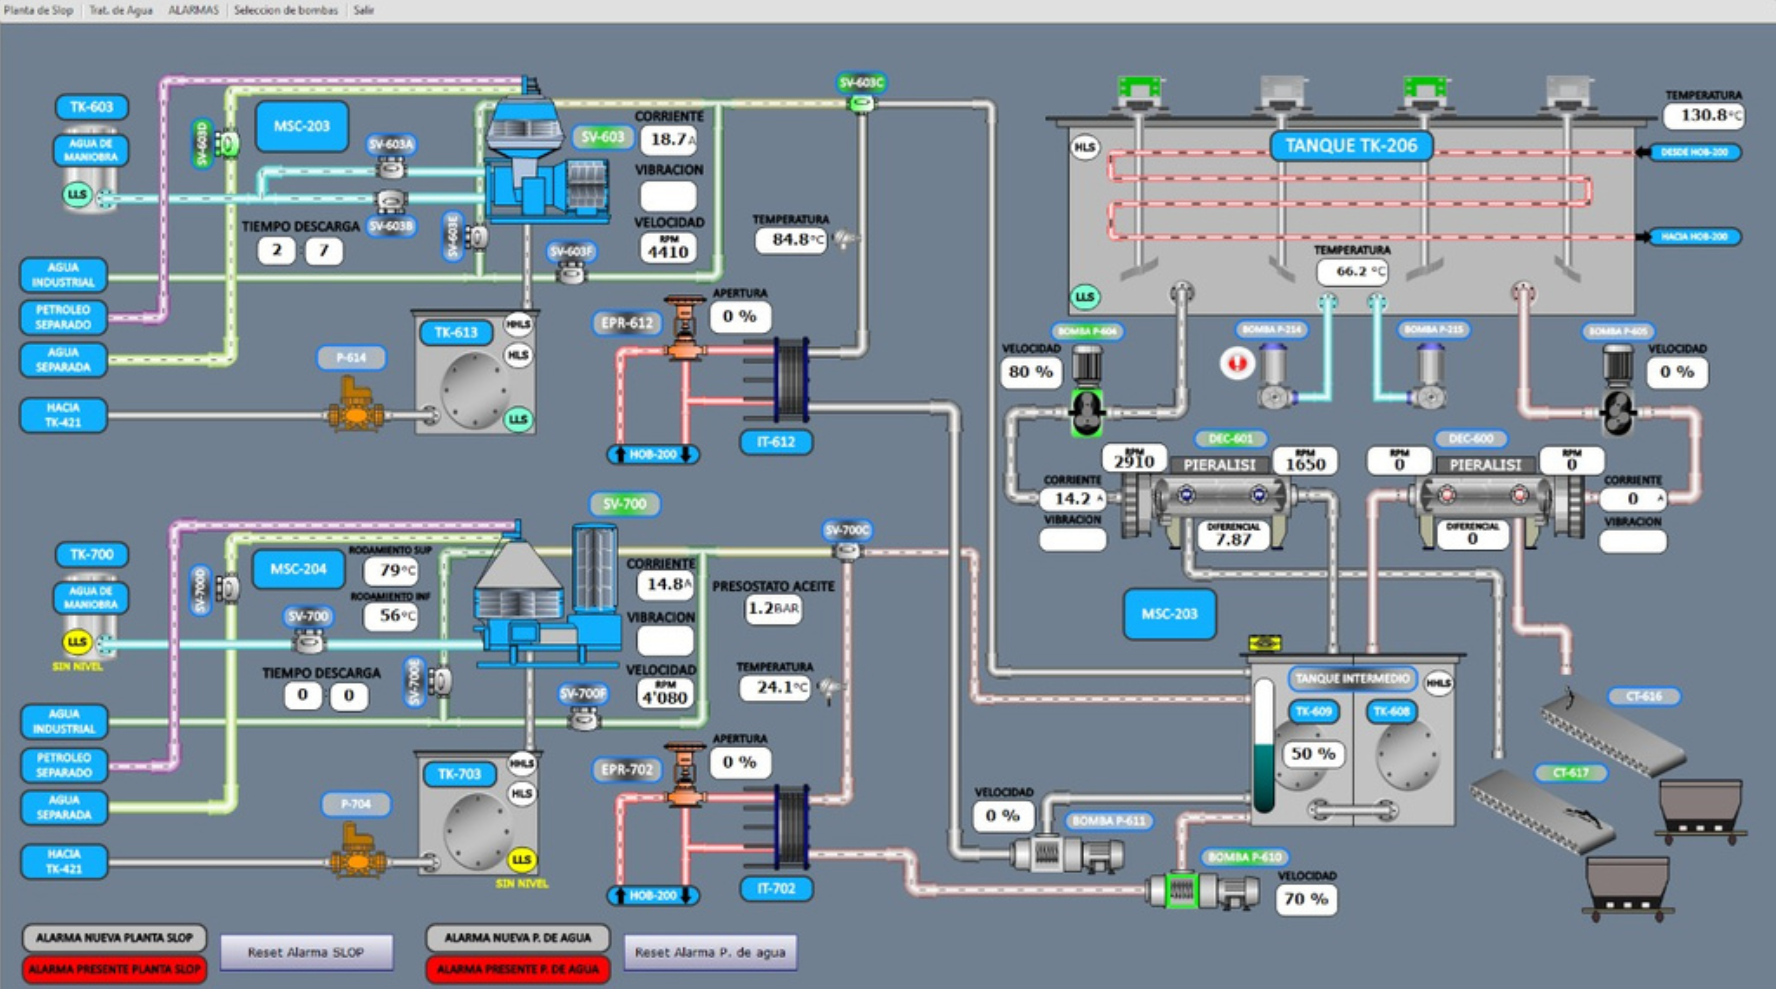 Planta de Slop
Trat. de Agua
ALARMAS
Seleccion de bombas
Salir
TK-603
AGUA DE
MANIOBRA
LLS
SV-603D
MSC-203
SV-603A
SV-603B
TIEMPO DESCARGA
2 : 7
SV-603E
SV-603F
SV-603
CORRIENTE
18.7A
VIBRACION
VELOCIDAD
RPM
4410
SV-603C
TEMPERATURA
84.8°C
AGUA
INDUSTRIAL
PETROLEO
SEPARADO
AGUA
SEPARADA
HACIA
TK-421
P-614
TK-613
HHLS
HLS
LLS
EPR-612
APERTURA
0 %
HOB-200
IT-612
TK-700
AGUA DE
MANIOBRA
LLS
SIN NIVEL
SV-700D
MSC-204
RODAMIENTO SUP
79°C
RODAMIENTO INF
56°C
SV-700
TIEMPO DESCARGA
0 : 0
SV-700E
SV-700F
SV-700
CORRIENTE
14.8A
VIBRACION
VELOCIDAD
RPM
4'080
PRESOSTATO ACEITE
1.2BAR
SV-700C
TEMPERATURA
24.1°C
AGUA
INDUSTRIAL
PETROLEO
SEPARADO
AGUA
SEPARADA
HACIA
TK-421
P-704
TK-703
HHLS
HLS
LLS
SIN NIVEL
EPR-702
APERTURA
0 %
HOB-200
IT-702
TANQUE TK-206
HLS
LLS
TEMPERATURA
130.8°C
DESDE HOB-200
HACIA HOB-200
TEMPERATURA
66.2 °C
BOMBA P-604
VELOCIDAD
80 %
BOMBA P-214
BOMBA P-215
BOMBA P-605
VELOCIDAD
0 %
DEC-601
RPM
2910
PIERALISI
RPM
1650
CORRIENTE
14.2 A
VIBRACION
DIFERENCIAL
7.87
DEC-600
RPM
0
PIERALISI
RPM
0
CORRIENTE
0 A
VIBRACION
DIFERENCIAL
0
MSC-203
TANQUE INTERMEDIO
HHLS
TK-609
TK-608
50 %
CT-616
CT-617
VELOCIDAD
0 %
BOMBA P-611
BOMBA P-610
VELOCIDAD
70 %
ALARMA NUEVA PLANTA SLOP
ALARMA PRESENTE PLANTA SLOP
Reset Alarma SLOP
ALARMA NUEVA P. DE AGUA
ALARMA PRESENTE P. DE AGUA
Reset Alarma P. de agua